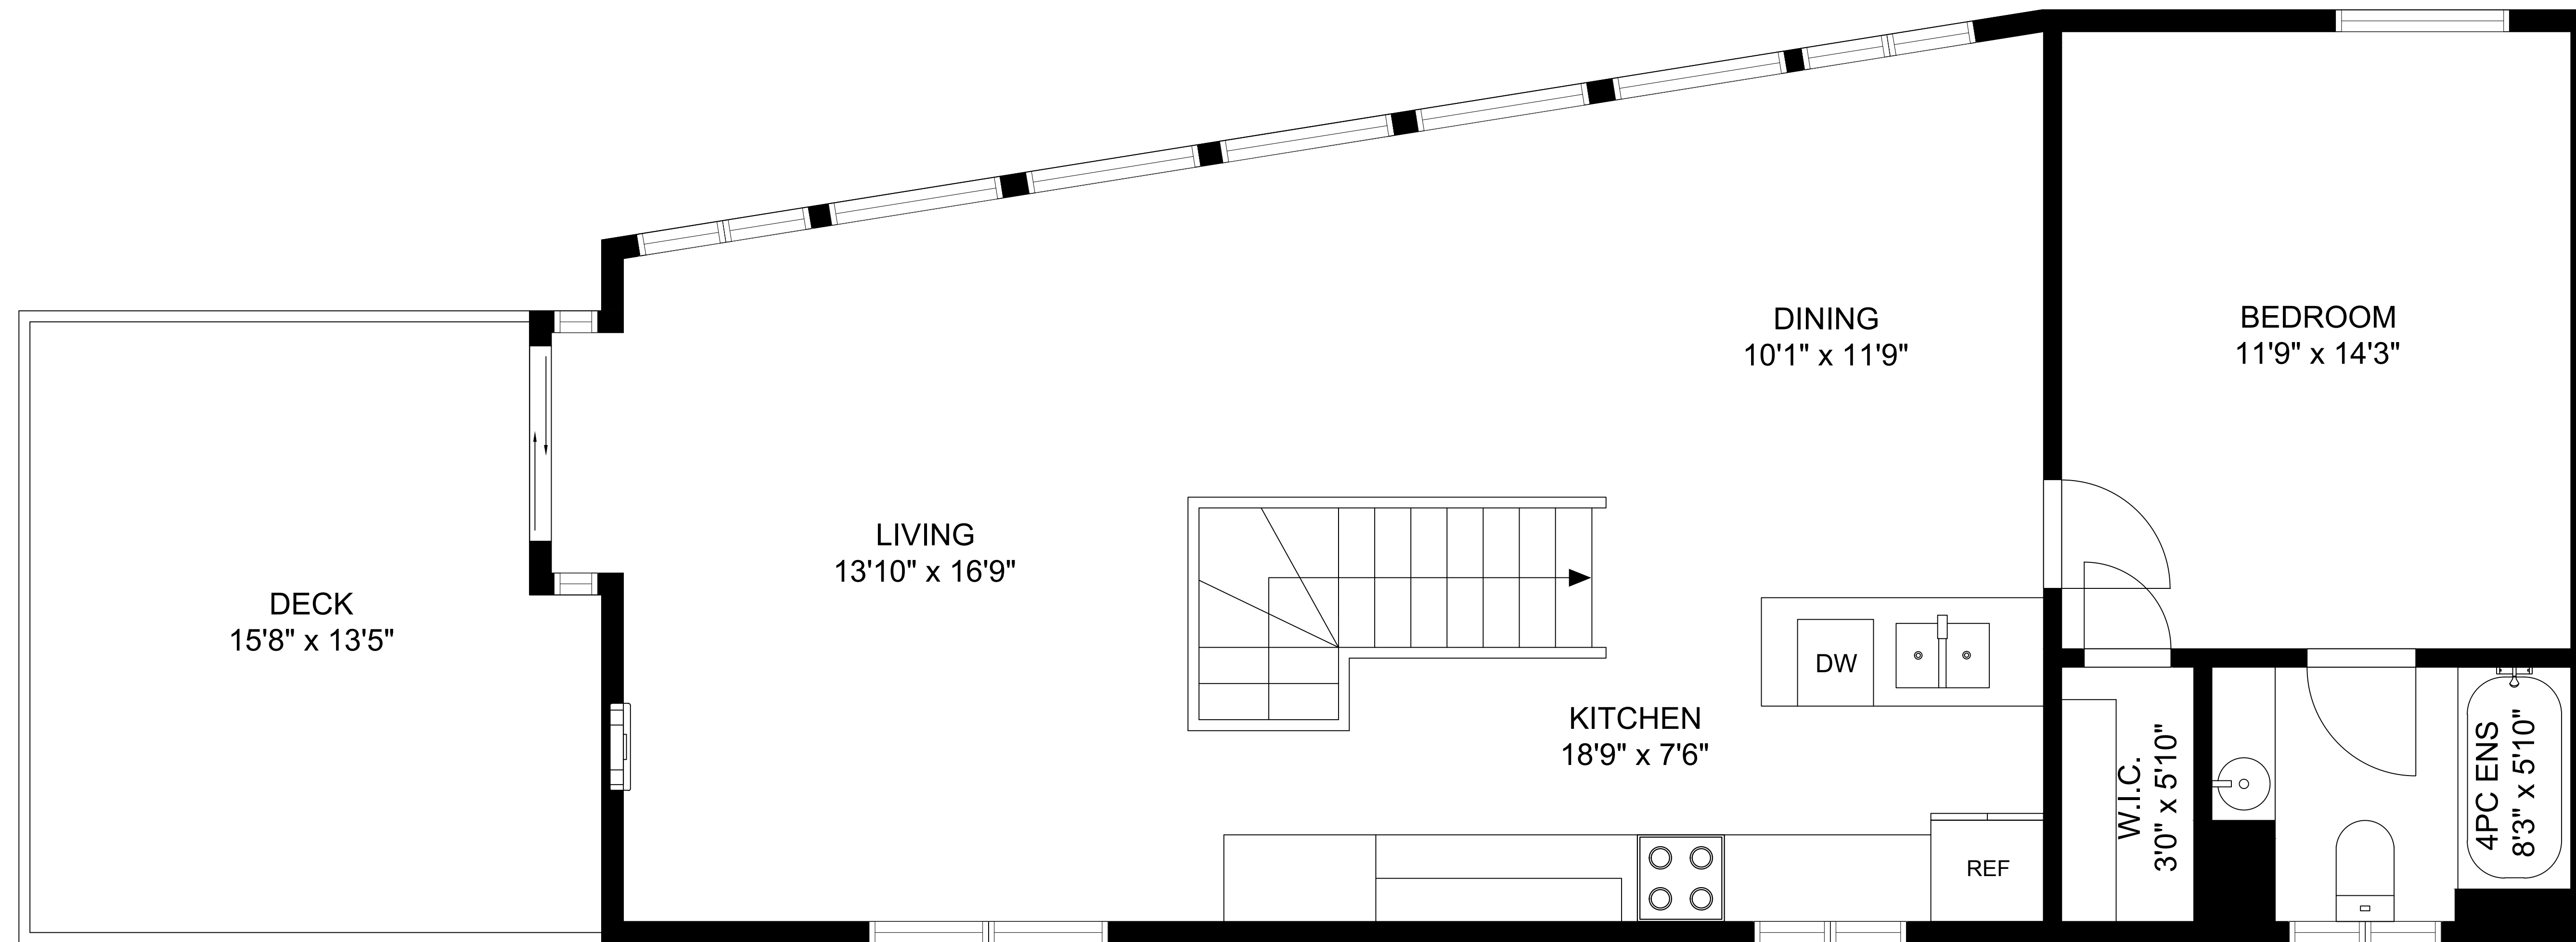 DINING
10'1" x 11'9"
BEDROOM
11'9" x 14'3"
LIVING
13'10" x 16'9"
DECK
15'8" x 13'5"
DW
KITCHEN
18'9" x 7'6"
REF
W.I.C.
3'0" x 5'10"
4PC ENS
8'3" x 5'10"